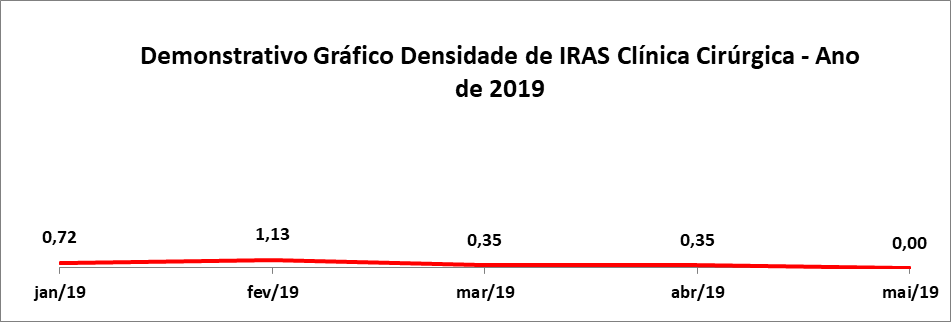 Demonstrativo Gráfico Densidade de IRAS Clínica Cirúrgica - Ano
de 2019
0,72
1,13
0,35
0,35
0,00
jan/19
fev/19
mar/19
abr/19
mai/19